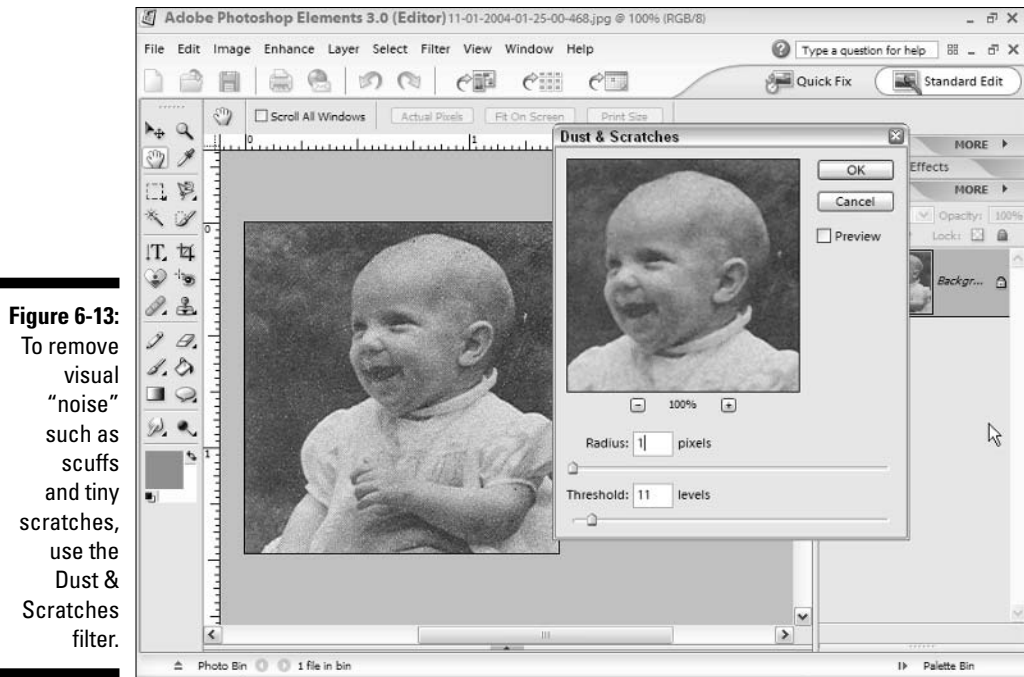 Adobe Photoshop Elements 3.0 (Editor) 11-01-2004-01-25-00-468.jpg @ 100% (RGB/8)
File Edit Image Enhance Layer Select Filter View Window Help
Type a question for help
Quick Fix
Standard Edit
Scroll All Windows
Actual Pixels
Fit On Screen
Print Size
0
1
0
1
Dust & Scratches
OK
Cancel
Preview
100%
Radius: 1 pixels
Threshold: 11 levels
MORE
Effects
MORE
Opacity: 100%
Lock:
Backgr...
Photo Bin
1 file in bin
Palette Bin
Figure 6-13:
To remove
visual
“noise”
such as
scuffs
and tiny
scratches,
use the
Dust &
Scratches
filter.